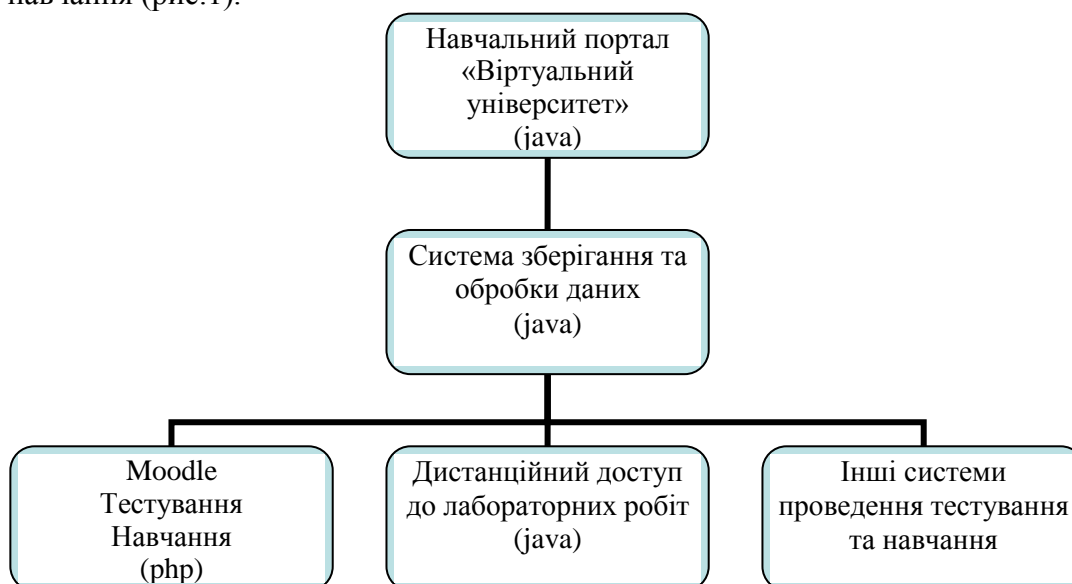 навчання (рис.1).
Навчальний портал
«Віртуальний
університет»
(java)
Система зберігання та
обробки даних
(java)
Moodle
Тестування
Навчання
(php)
Дистанційний доступ
до лабораторних робіт
(java)
Інші системи
проведення тестування
та навчання